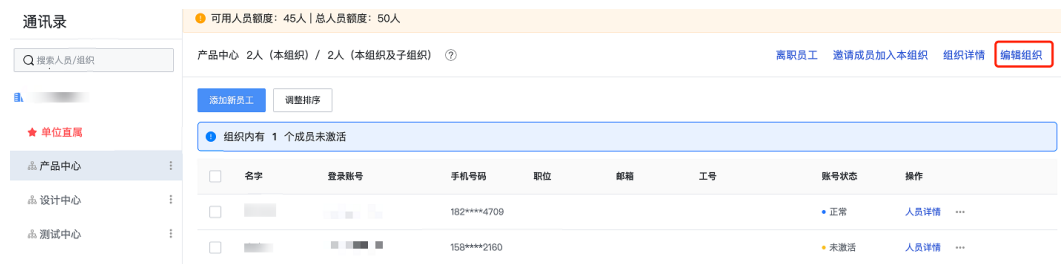 通讯录
可用人员额度：45人 | 总人员额度：50人
搜索人员/组织
单位直属
产品中心
设计中心
测试中心
产品中心 2人（本组织）/ 2人（本组织及子组织） ?
离职员工 邀请成员加入本组织 组织详情 编辑组织
添加新员工 调整排序
组织内有 1 个成员未激活
名字 登录账号 手机号码 职位 邮箱 工号 账号状态 操作
182****4709 正常 人员详情 ···
158****2160 未激活 人员详情 ···